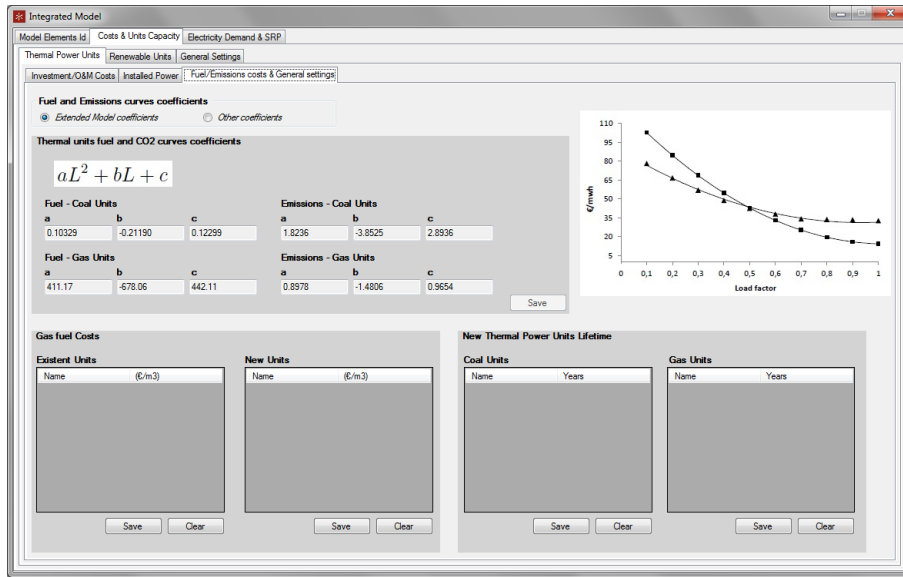 Integrated Model
Model Elements Id Costs & Units Capacity Electricity Demand & SRP
Thermal Power Units Renewable Units General Settings
Investment/O&M Costs Installed Power Fuel/Emissions costs & General settings
Fuel and Emissions curves coefficients
Extended Model coefficients Other coefficients
Thermal units fuel and CO2 curves coefficients
aL² + bL + c
Fuel - Coal Units
a b c
0.10329 -0.21190 0.12299
Emissions - Coal Units
a b c
1.8236 -3.8525 2.8936
Fuel - Gas Units
a b c
411.17 -678.06 442.11
Emissions - Gas Units
a b c
0.8978 -1.4806 0.9654
Save
€/mwh
110
95
80
65
50
35
20
5
0 0,1 0,2 0,3 0,4 0,5 0,6 0,7 0,8 0,9 1
Load factor
Gas fuel Costs
Existent Units
Name (€/m3)
Save Clear
New Units
Name (€/m3)
Save Clear
New Thermal Power Units Lifetime
Coal Units
Name Years
Save Clear
Gas Units
Name Years
Save Clear